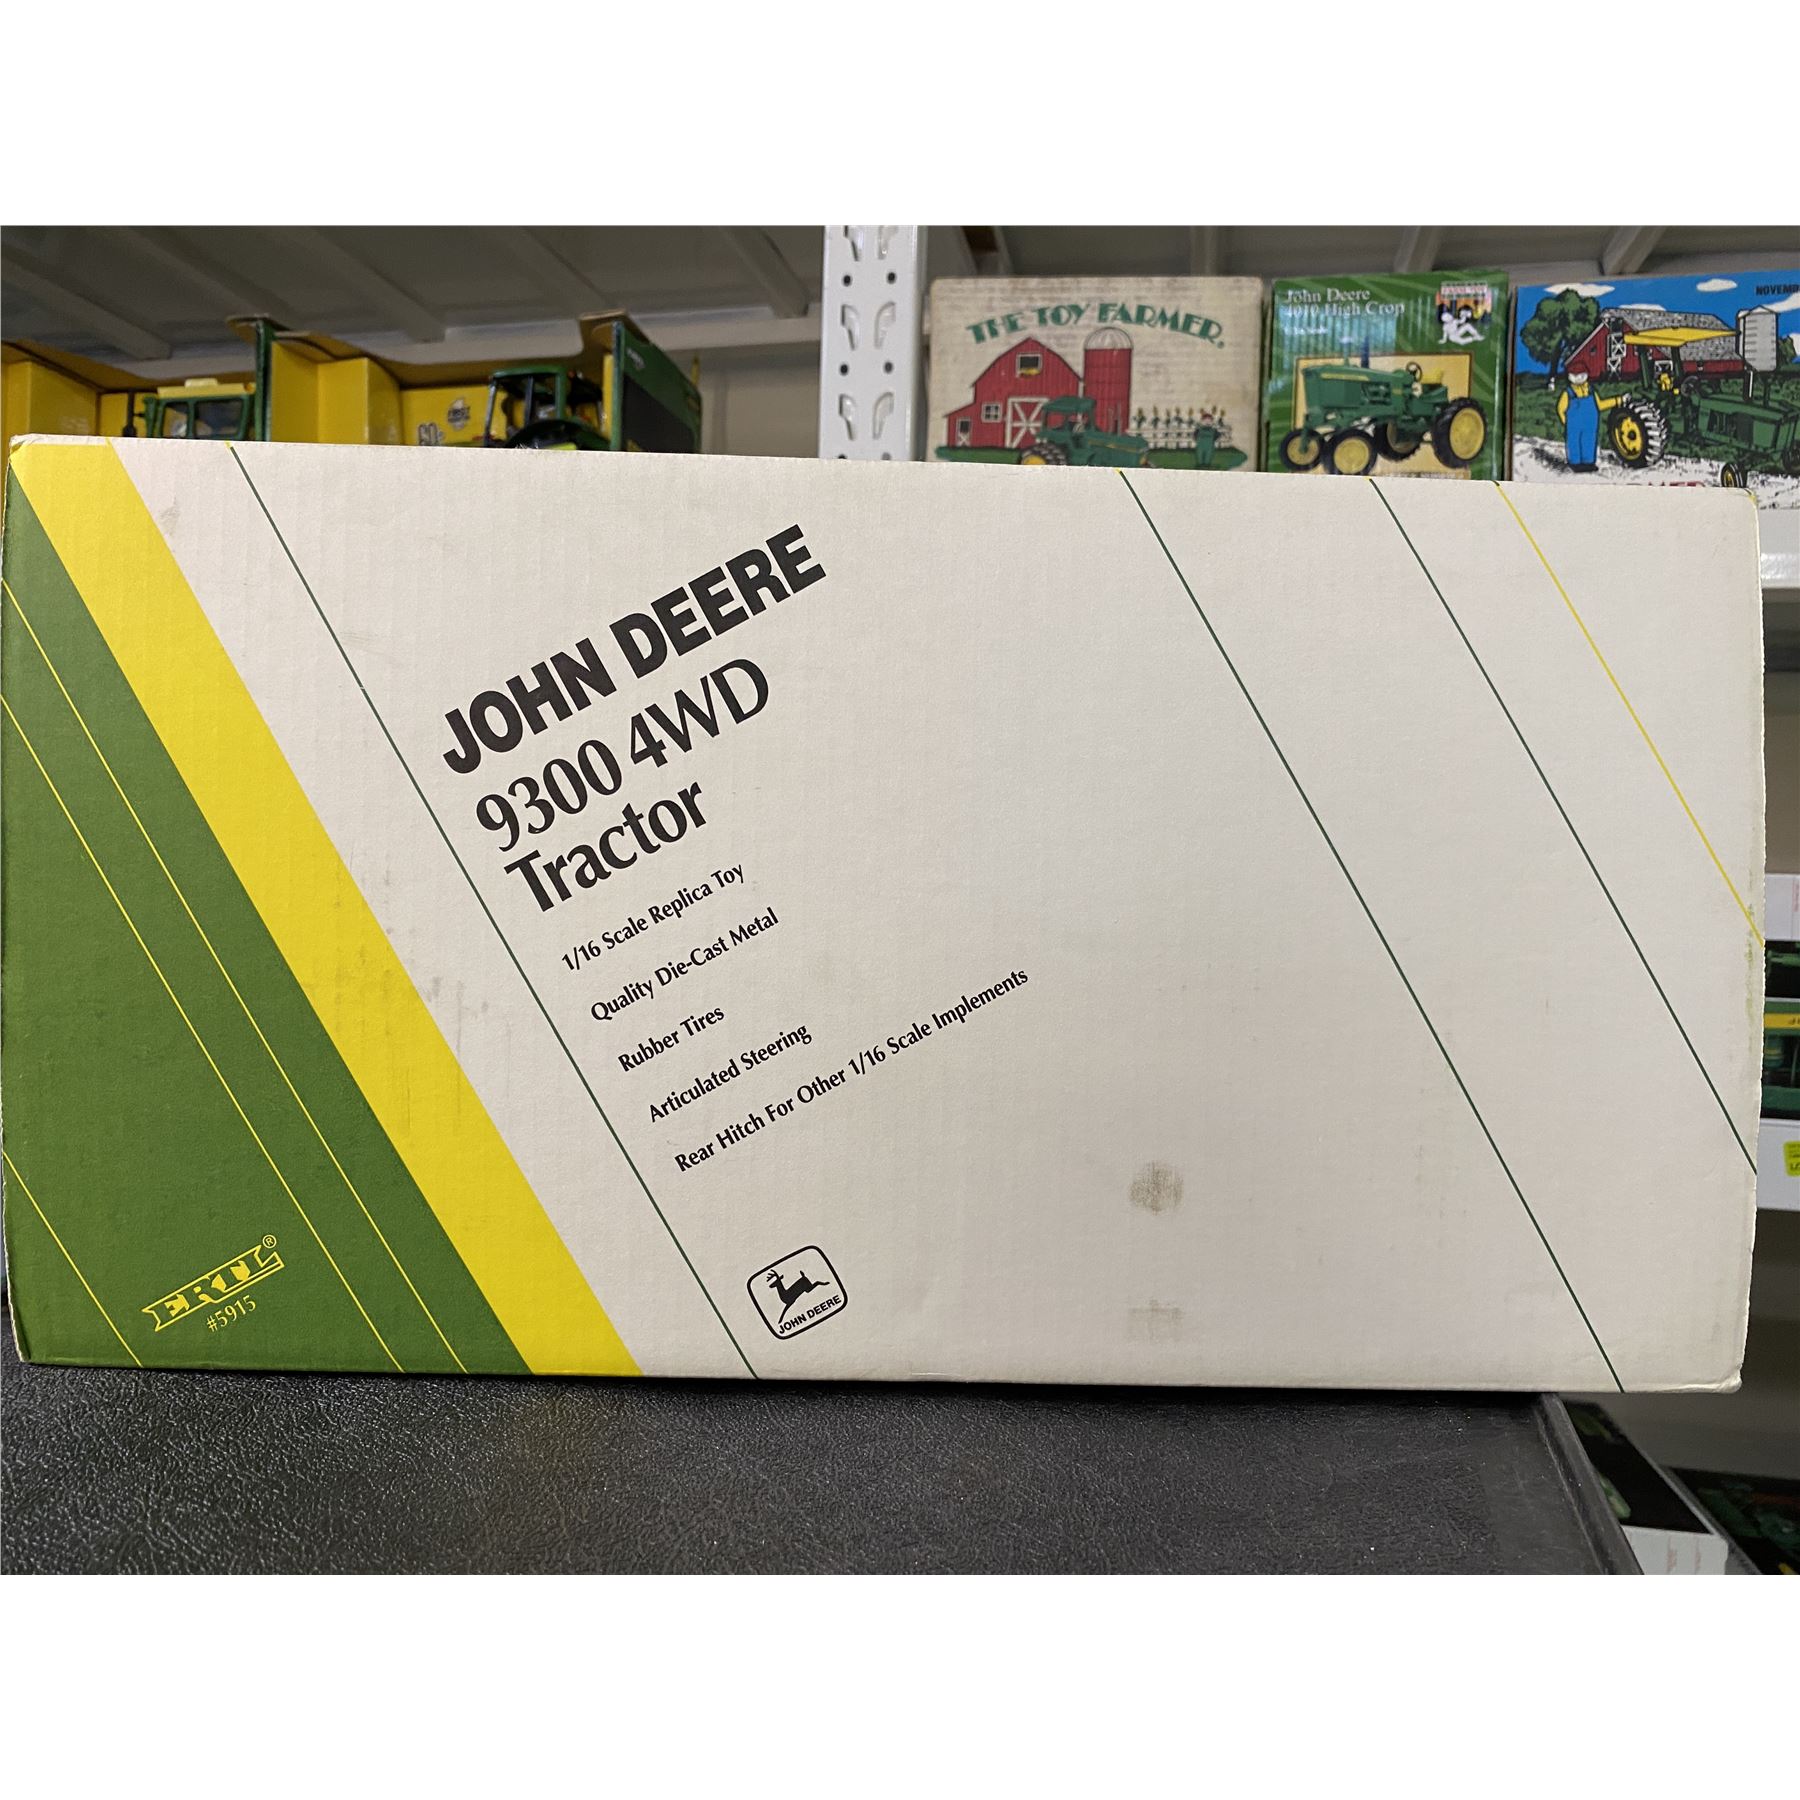 THE TOY FARMER.
John Deere
4010 High Crop
NOVEMB
JOHN DEERE
9300 4WD
Tractor
1/16 Scale Replica Toy
Quality Die-Cast Metal
Rubber Tires
Articulated Steering
Rear Hitch For Other 1/16 Scale Implements
ERTL®
#5915
JOHN DEERE